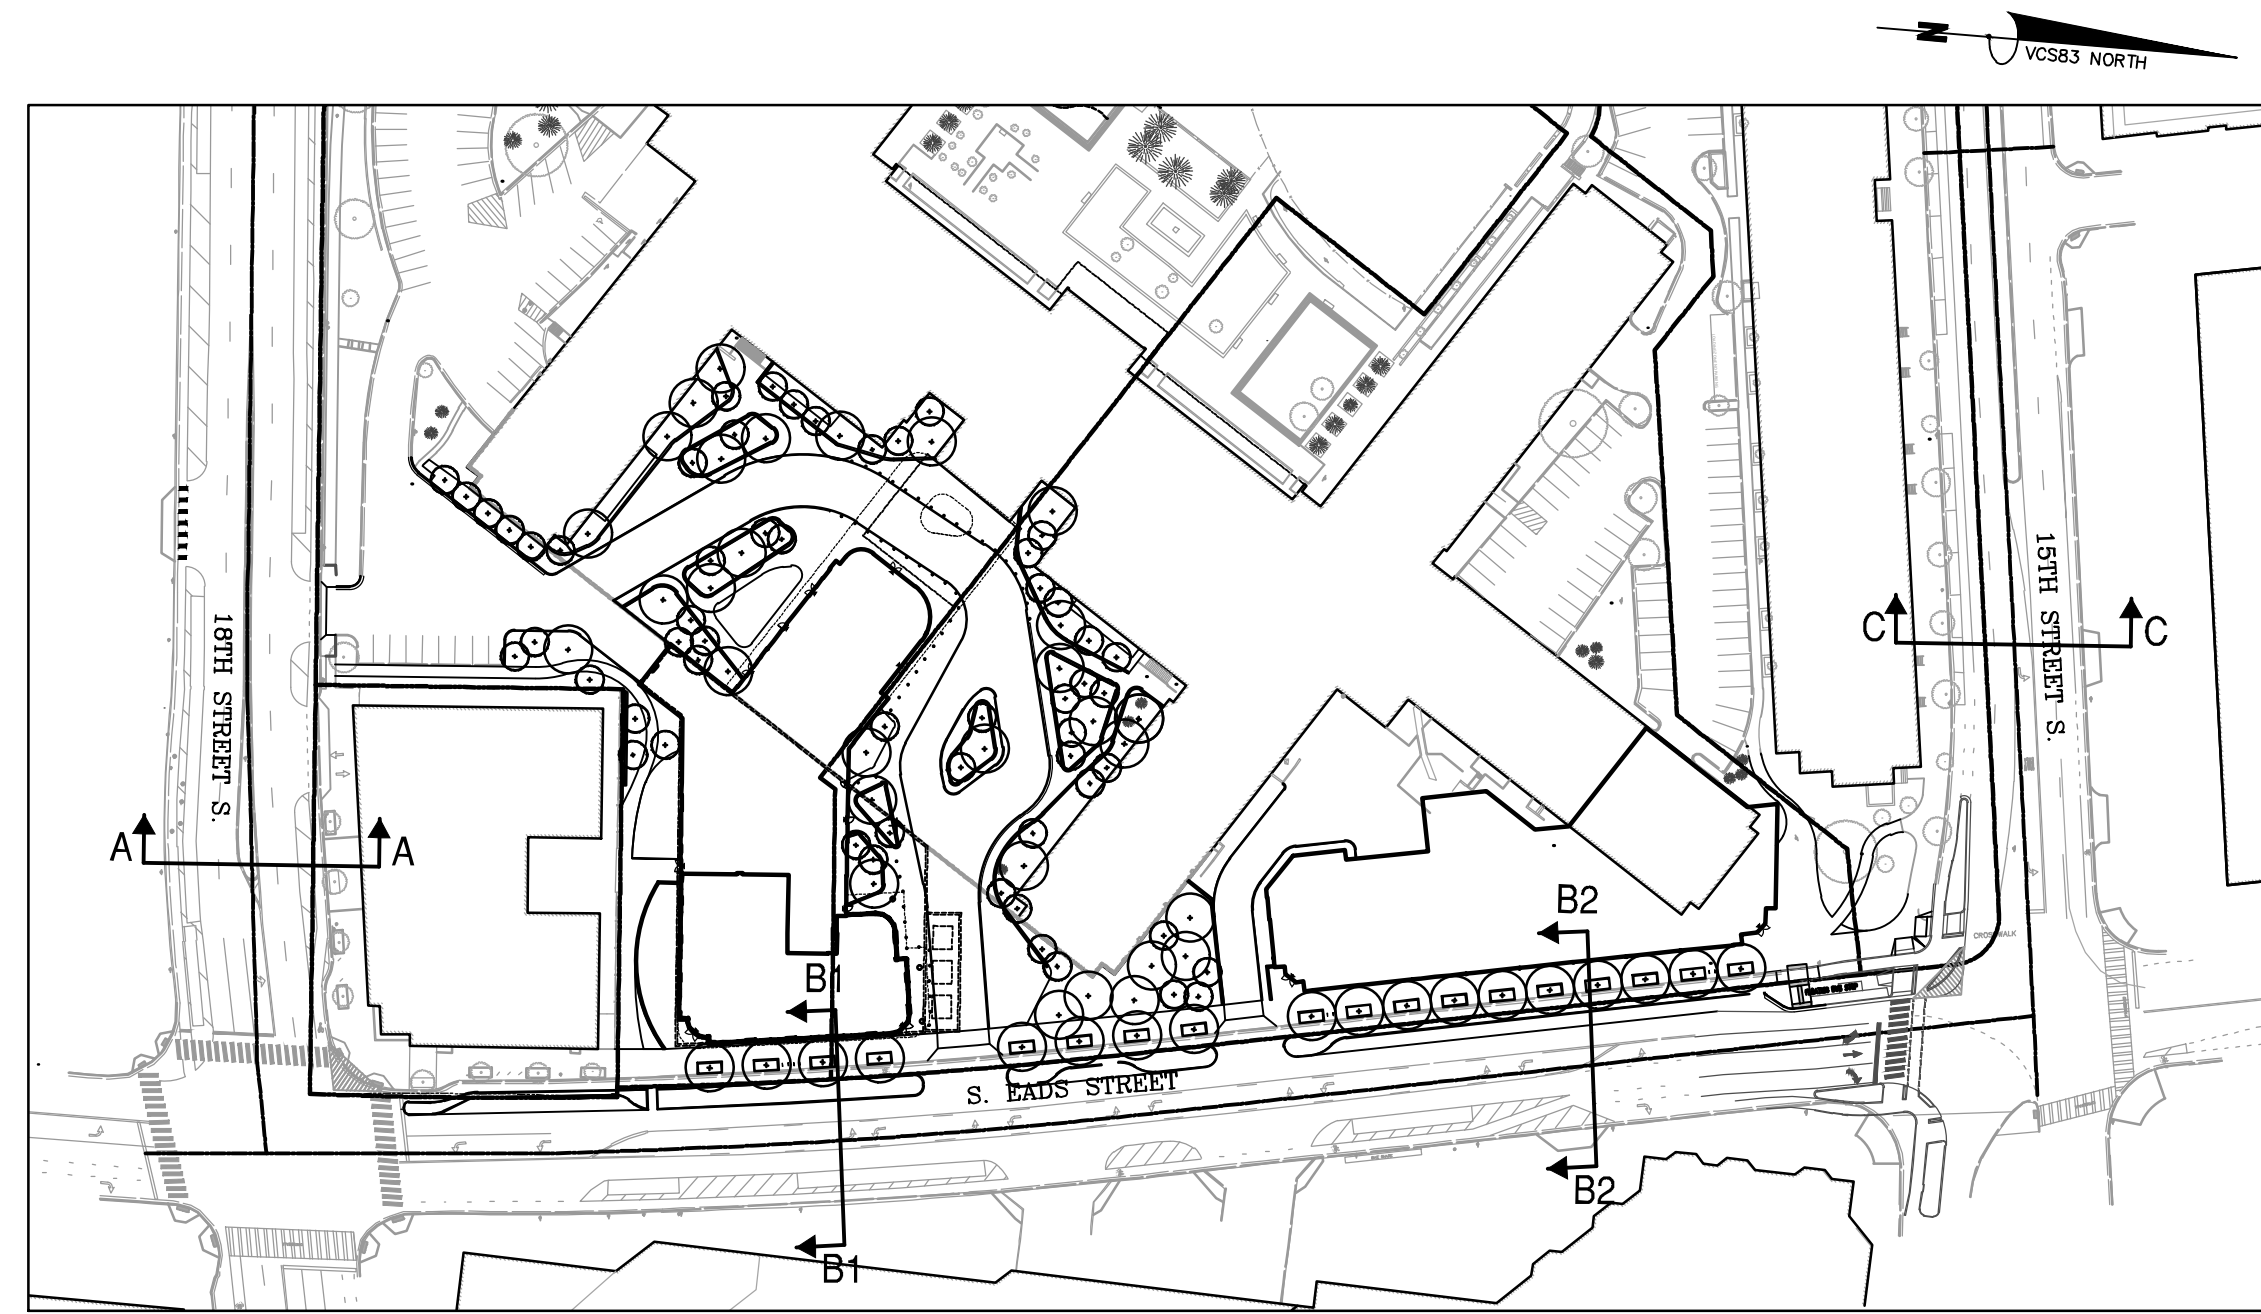 N
VCS83 NORTH
18TH STREET S.
15TH STREET S.
C
C
A
A
B2
B1
CROSSWALK
S. EADS STREET
B2
B1